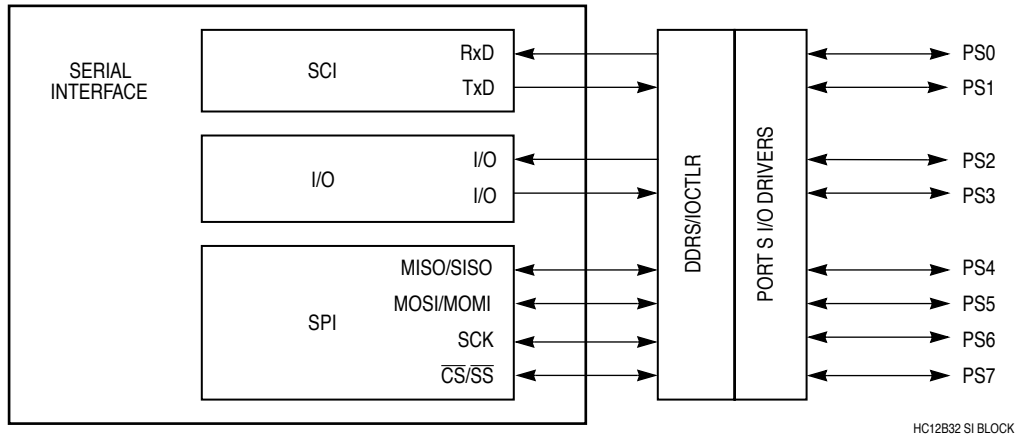 SERIAL
INTERFACE
SCI
RxD
TxD
I/O
I/O
I/O
SPI
MISO/SISO
MOSI/MOMI
SCK
CS/SS
DDRS/IOCTLR
PORT S I/O DRIVERS
PS0
PS1
PS2
PS3
PS4
PS5
PS6
PS7
HC12B32 SI BLOCK